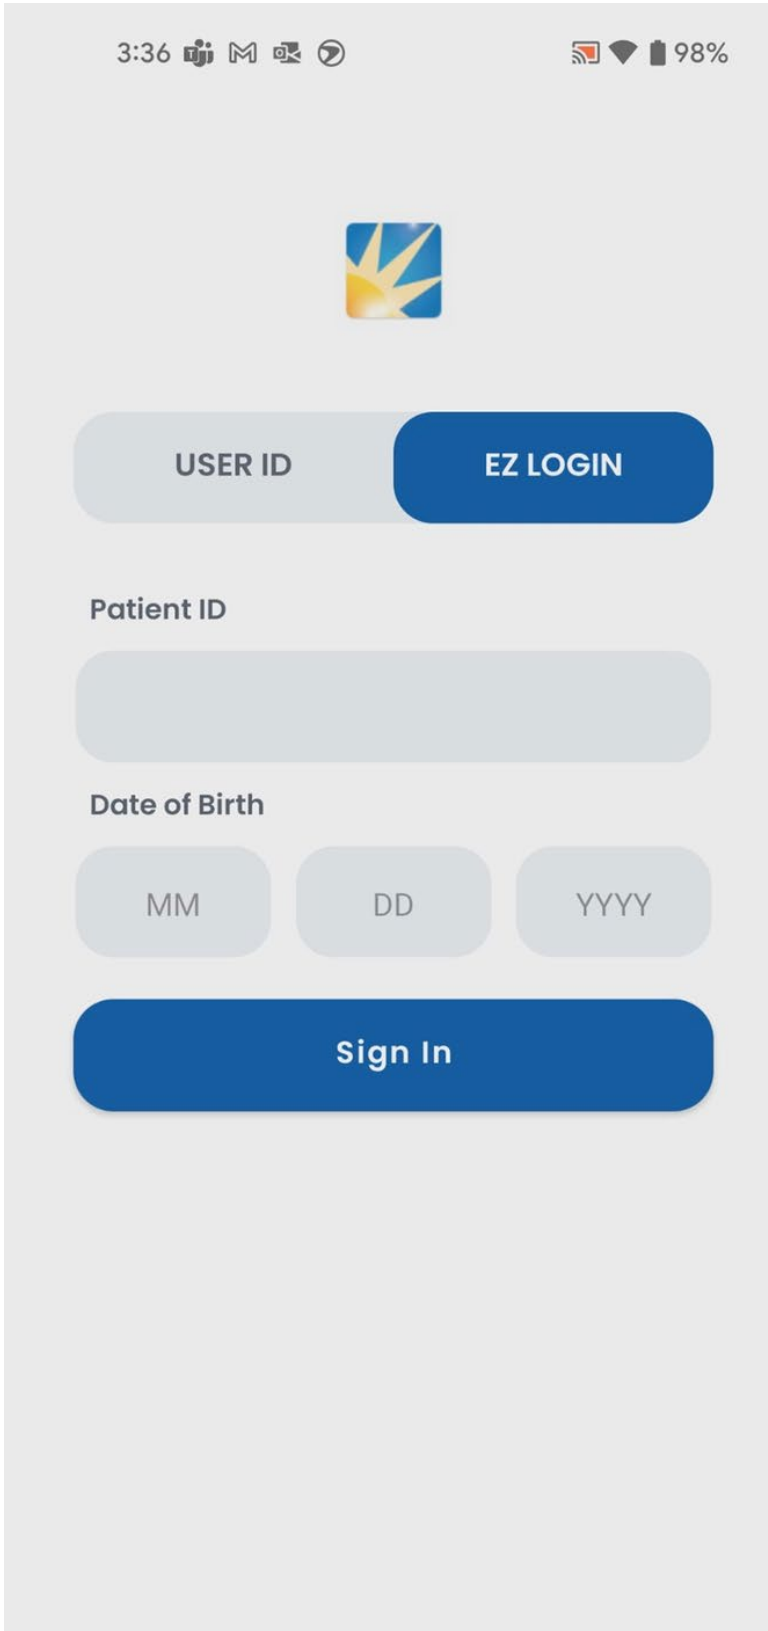 3:36 98%
USER ID EZ LOGIN
Patient ID
Date of Birth
MM DD YYYY
Sign In